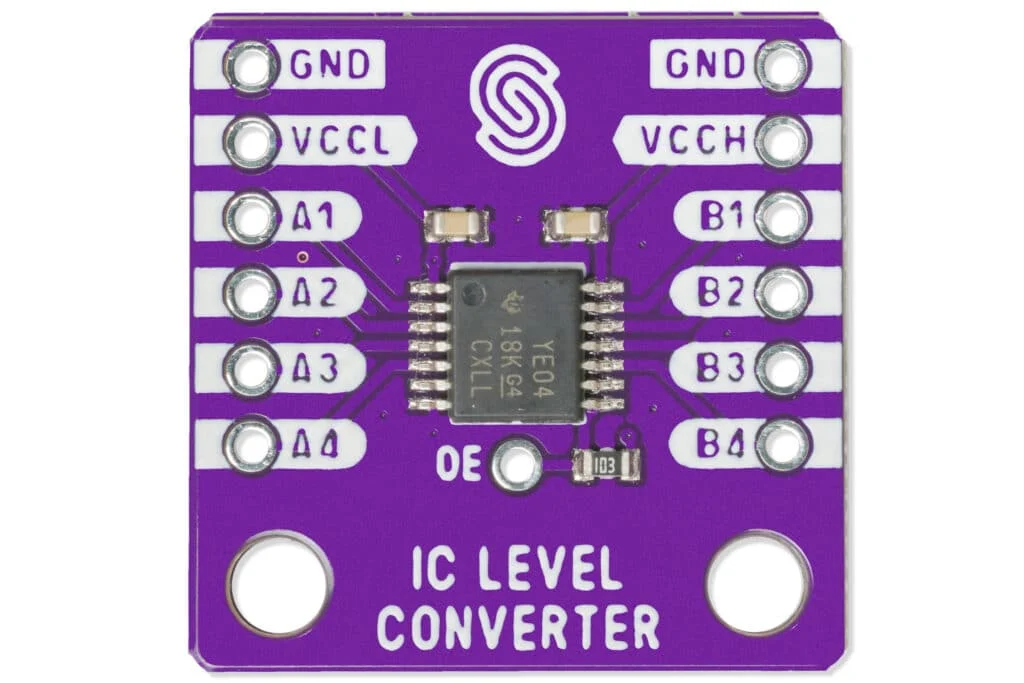 GND
GND
VCCL
VCCH
A1
B1
A2
B2
A3
B3
A4
B4
YE04
18K G4
CXLL
OE
103
IC LEVEL
CONVERTER